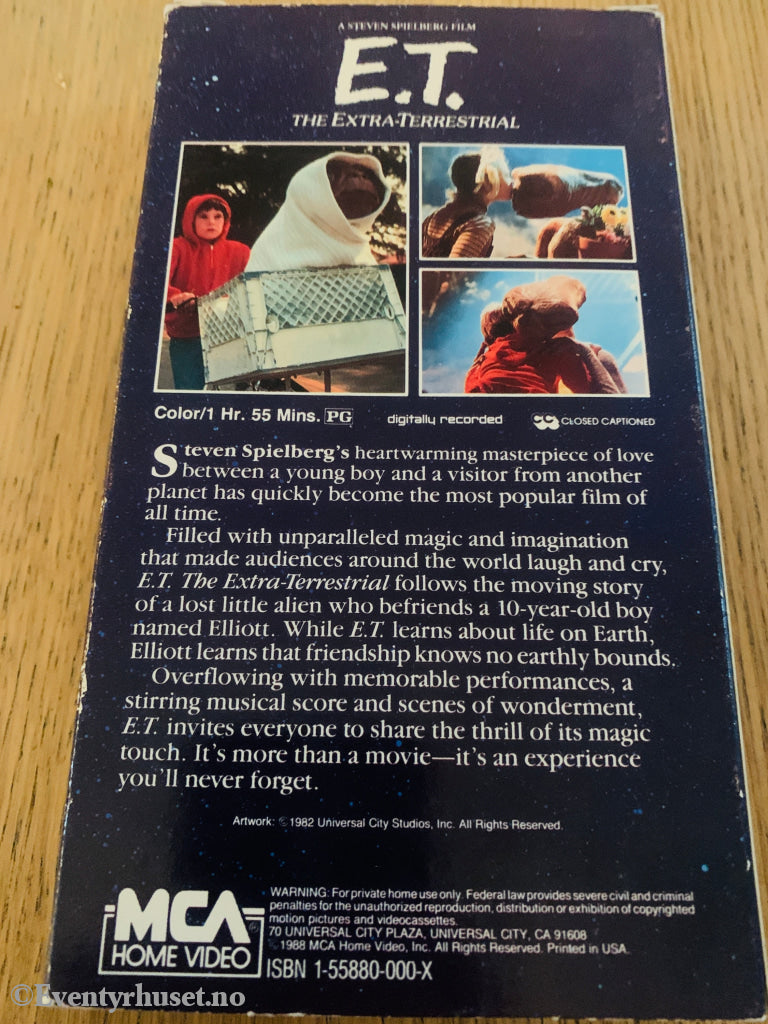 A STEVEN SPIELBERG FILM
E.T.
THE EXTRA-TERRESTRIAL
Color/1 Hr. 55 Mins. PG digitally recorded CC CLOSED CAPTIONED
Steven Spielberg's heartwarming masterpiece of love
between a young boy and a visitor from another
planet has quickly become the most popular film of
all time.
Filled with unparalleled magic and imagination
that made audiences around the world laugh and cry,
E.T. The Extra-Terrestrial follows the moving story
of a lost little alien who befriends a 10-year-old boy
named Elliott. While E.T. learns about life on Earth,
Elliott learns that friendship knows no earthly bounds.
Overflowing with memorable performances, a
stirring musical score and scenes of wonderment,
E.T. invites everyone to share the thrill of its magic
touch. It's more than a movie—it's an experience
you'll never forget.
Artwork: © 1982 Universal City Studios, Inc. All Rights Reserved.
MCA
HOME VIDEO
WARNING: For private home use only. Federal law provides severe civil and criminal
penalties for the unauthorized reproduction, distribution or exhibition of copyrighted
motion pictures and videocassettes.
70 UNIVERSAL CITY PLAZA, UNIVERSAL CITY, CA 91608
© 1988 MCA Home Video, Inc. All Rights Reserved. Printed in USA.
ISBN 1-55880-000-X
©Eventyrhuset.no